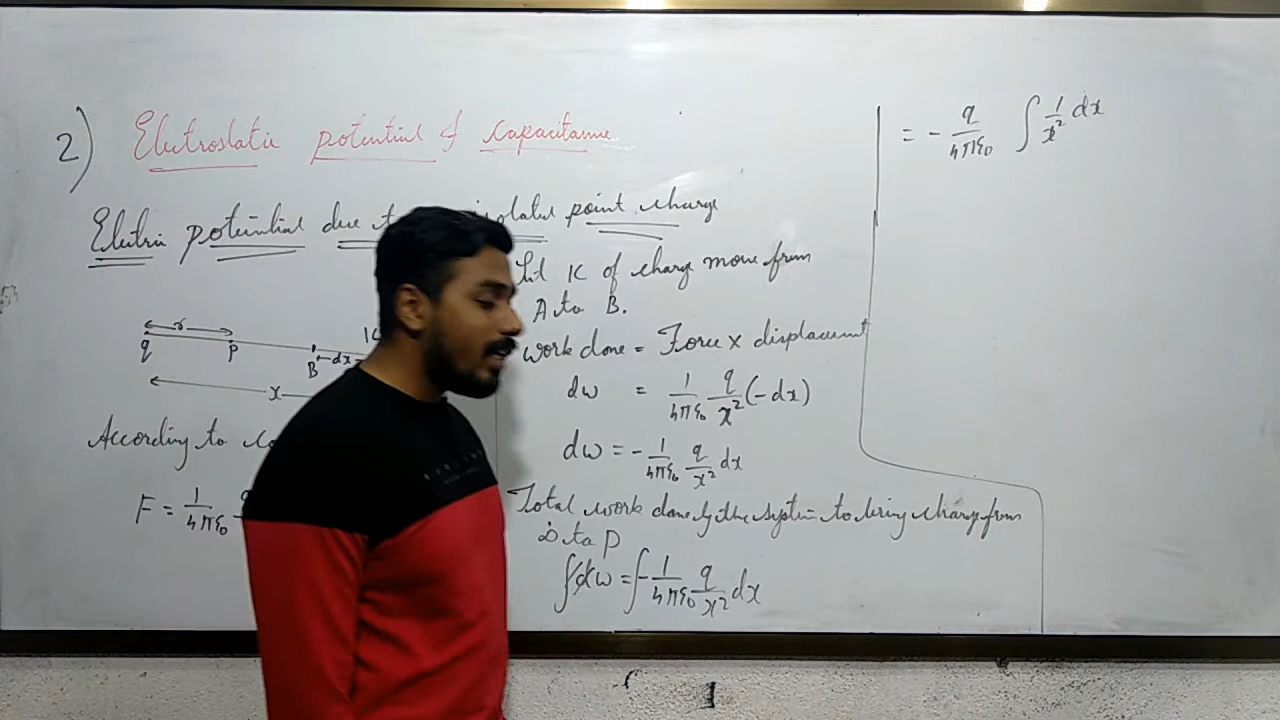 2) Electrostatic potential & capacitance
Electric potential due to isolated point charge
r
q P B dx
1C
x
According to
F = 1/4πε₀
Let 1C of charge move from
A to B.
work done = Force × displacement
dw = 1/4πε₀ q/x² (-dx)
dw = - 1/4πε₀ q/x² dx
Total work done by the system to bring charge from
to P
∫dw = ∫- 1/4πε₀ q/x² dx
= - q/4πε₀ ∫ 1/x² dx